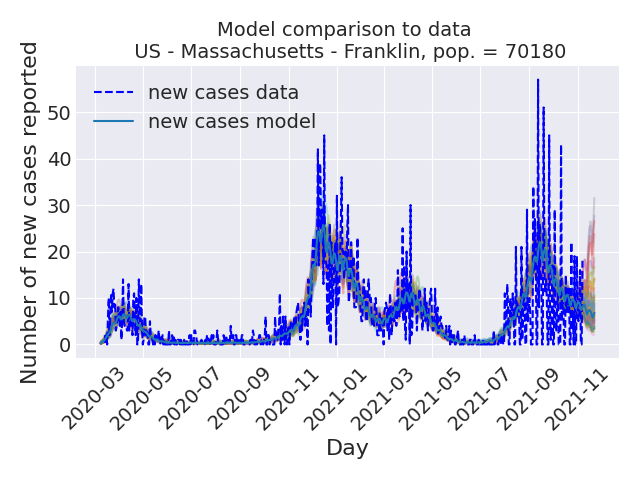 Model comparison to data
US - Massachusetts - Franklin, pop. = 70180
new cases data
new cases model
Number of new cases reported
50
40
30
20
10
0
2020-03
2020-05
2020-07
2020-09
2020-11
2021-01
2021-03
2021-05
2021-07
2021-09
2021-11
Day